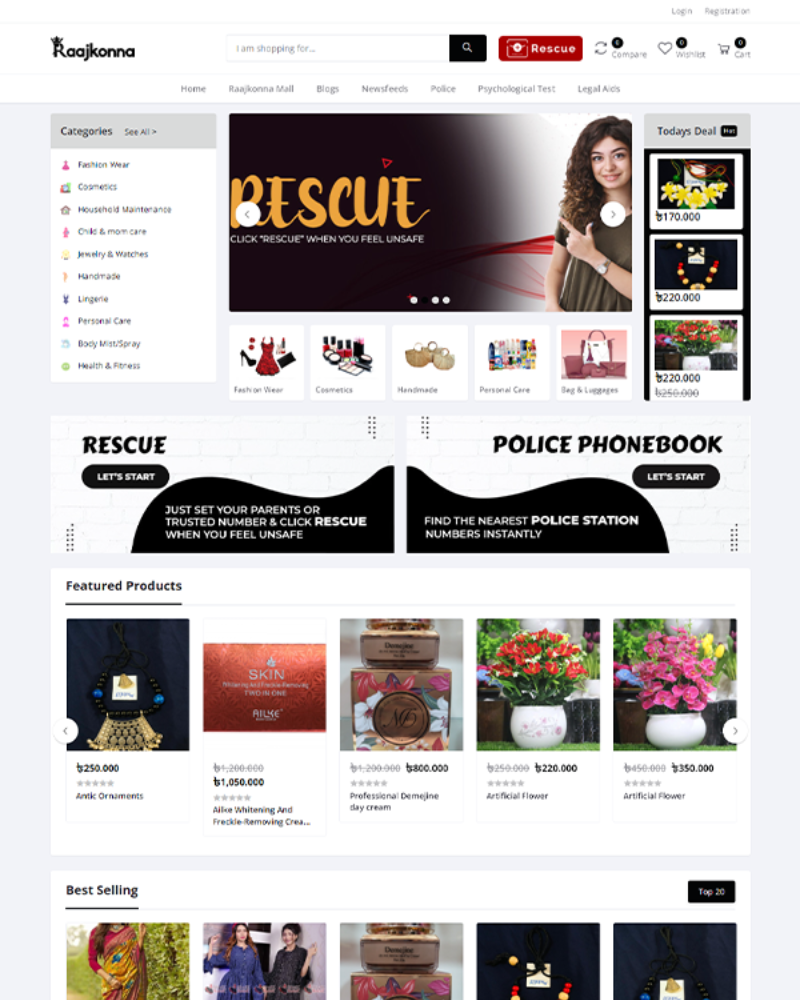 Login Registration
Raajkonna
I am shopping for...
Rescue
0
Compare
0
Wishlist
0
Cart
Home Raajkonna Mall Blogs Newsfeeds Police Psychological Test Legal Aids
Categories See All >
Fashion Wear
Cosmetics
Household Maintenance
Child & mom care
Jewelry & Watches
Handmade
Lingerie
Personal Care
Body Mist/Spray
Health & Fitness
RESCUE
CLICK "RESCUE" WHEN YOU FEEL UNSAFE
Fashion Wear
Cosmetics
Handmade
Personal Care
Bag & Luggages
Todays Deal Hot
৳170.000
৳220.000
৳220.000
৳250.000
RESCUE
LET'S START
JUST SET YOUR PARENTS OR
TRUSTED NUMBER & CLICK RESCUE
WHEN YOU FEEL UNSAFE
POLICE PHONEBOOK
LET'S START
FIND THE NEAREST POLICE STATION
NUMBERS INSTANTLY
Featured Products
৳250.000
Antic Ornaments
SKIN
Whitening And Freckle-Removing
TWO IN ONE
AILKE
৳1,200.000
৳1,050.000
Ailke Whitening And
Freckle-Removing Crea...
Demejine
৳1,200.000 ৳800.000
Professional Demejine
day cream
৳250.000 ৳220.000
Artificial Flower
৳450.000 ৳350.000
Artificial Flower
Best Selling
Top 20
Demejine